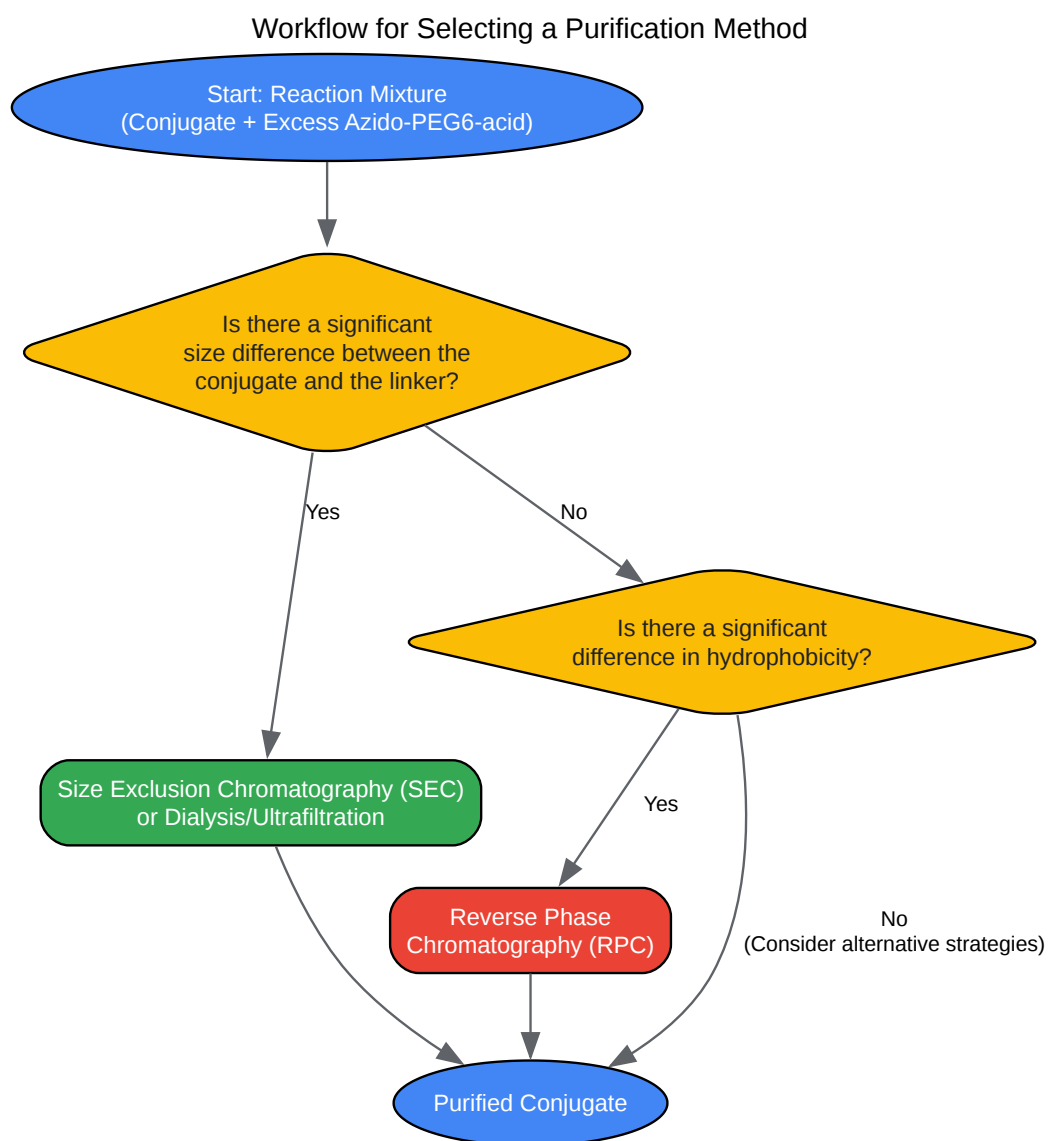 Workflow for Selecting a Purification Method
Start: Reaction Mixture
(Conjugate + Excess Azido-PEG6-acid)
Is there a significant
size difference between the
conjugate and the linker?
Yes
No
Is there a significant
difference in hydrophobicity?
Size Exclusion Chromatography (SEC)
or Dialysis/Ultrafiltration
Yes
Reverse Phase
Chromatography (RPC)
No
(Consider alternative strategies)
Purified Conjugate